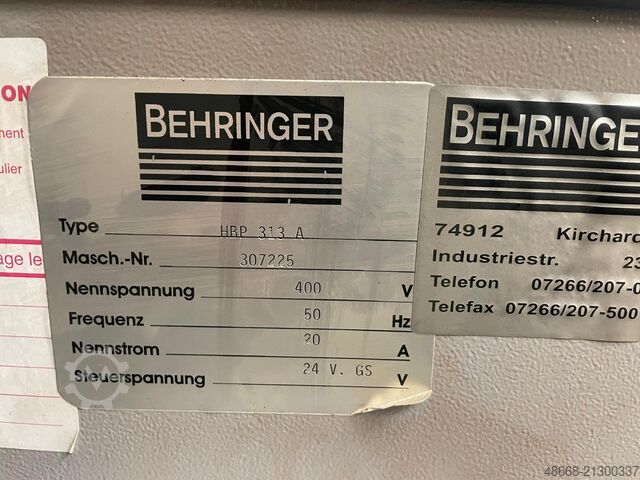 ON
ment
ulier
age le
BEHRINGER
Type HBP 313 A
Masch.-Nr. 307225
Nennspannung 400 V
Frequenz 50 Hz
Nennstrom 20 A
Steuerspannung 24 V. GS V
BEHRINGE
74912 Kirchard
Industriestr. 23
Telefon 07266/207-0
Telefax 07266/207-500
48668-21300337